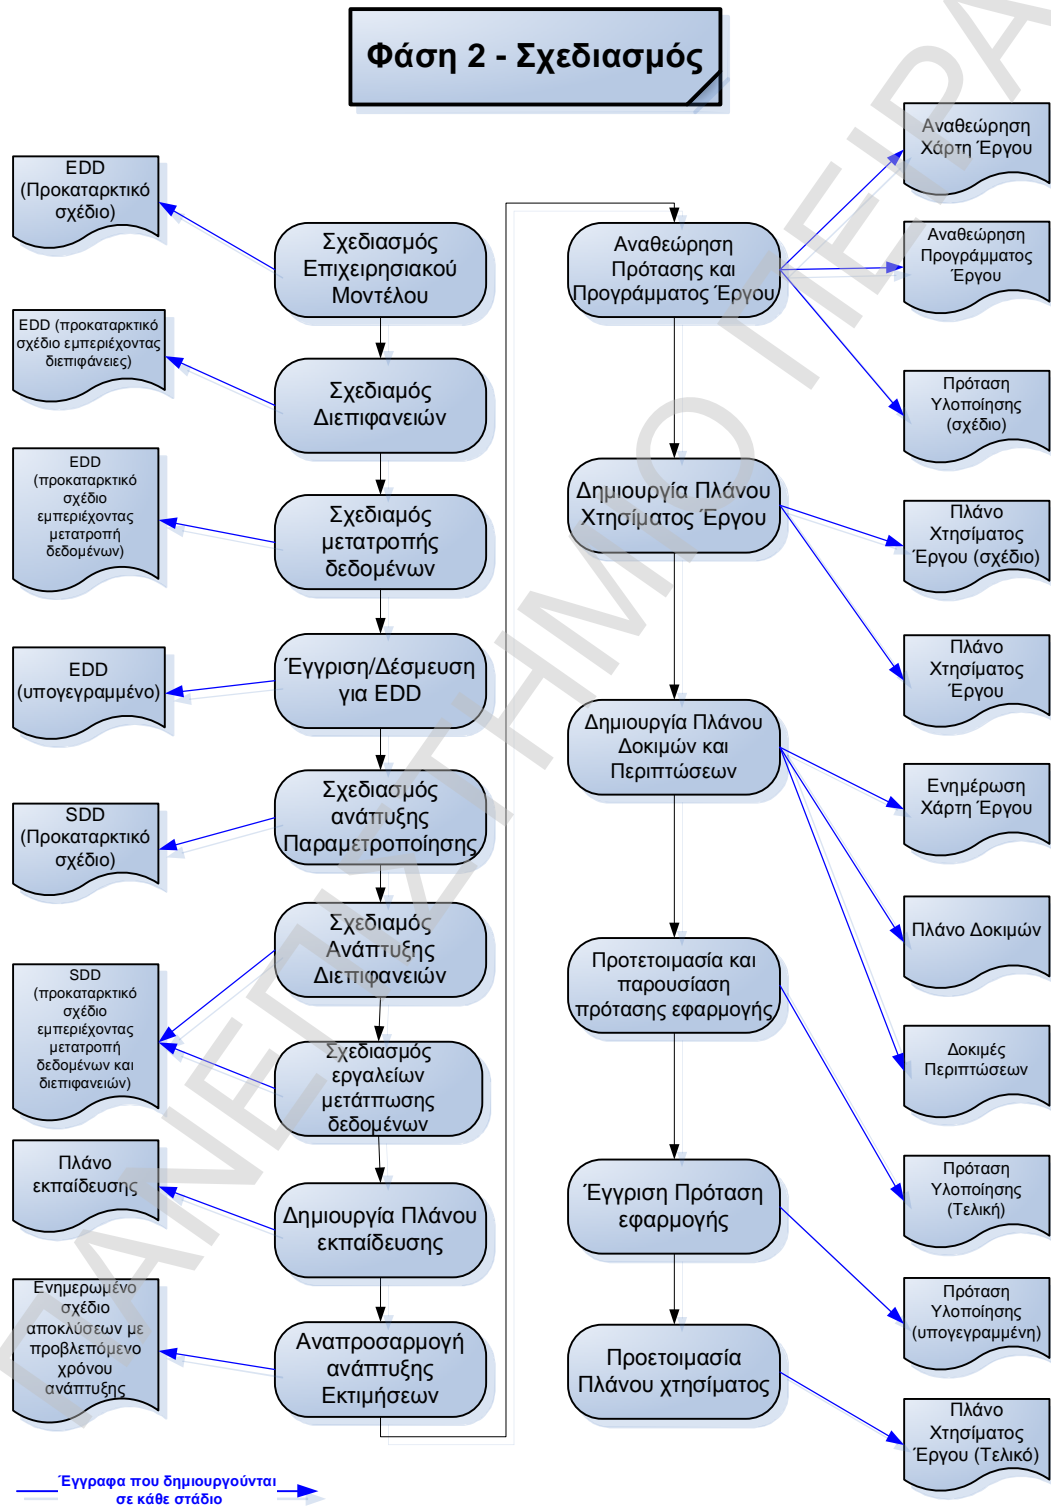 Φάση 2 - Σχεδιασμός
EDD
(Προκαταρκτικό
σχέδιο)
Σχεδιασμός
Επιχειρησιακού
Μοντέλου
EDD (προκαταρκτικό
σχέδιο εμπεριέχοντας
διεπιφάνειες)
Σχεδιαμός
Διεπιφανειών
EDD
(προκαταρκτικό
σχέδιο
εμπεριέχοντας
μετατροπή
δεδομένων)
Σχεδιαμός
μετατροπής
δεδομένων
EDD
(υπογεγραμμένο)
Έγγριση/Δέσμευση
για EDD
SDD
(Προκαταρκτικό
σχέδιο)
Σχεδιασμός
ανάπυξης
Παραμετροποίησης
Σχεδιαμός
Ανάπτυξης
Διεπιφανειών
SDD
(προκαταρκτικό
σχέδιο
εμπεριέχοντας
μετατροπή
δεδομένων και
διεπιφανειών)
Σχεδιασμός
εργαλείων
μετάτπωσης
δεδομένων
Πλάνο
εκπαίδευσης
Δημιουργία Πλάνου
εκπαίδευσης
Ενημερωμένο
σχέδιο
αποκλύσεων με
προβλεπόμενο
χρόνου
ανάπτυξης
Αναπροσαρμογή
ανάπτυξης
Εκτιμήσεων
Αναθεώρηση
Πρότασης και
Προγράμματος Έργου
Αναθεώρηση
Χάρτη Έργου
Αναθεώρηση
Προγράμματος
Έργου
Πρόταση
Υλοποίησης
(σχέδιο)
Δημιουργία Πλάνου
Χτησίματος Έργου
Πλάνο
Χτησίματος
Έργου (σχέδιο)
Πλάνο
Χτησίματος
Έργου
Δημιουργία Πλάνου
Δοκιμών και
Περιπτώσεων
Ενημέρωση
Χάρτη Έργου
Πλάνο Δοκιμών
Δοκιμές
Περιπτώσεων
Προτετοιμασία και
παρουσίαση
πρότασης εφαρμογής
Πρόταση
Υλοποίησης
(Τελική)
Έγγριση Πρόταση
εφαρμογής
Πρόταση
Υλοποίησης
(υπογεγραμμένη)
Προετοιμασία
Πλάνου χτησίματος
Πλάνο
Χτησίματος
Έργου (Τελικό)
Έγγραφα που δημιουργούνται
σε κάθε στάδιο
ΠΑΝΕΠΙΣΤΗΜΙΟ ΠΕΙΡΑ